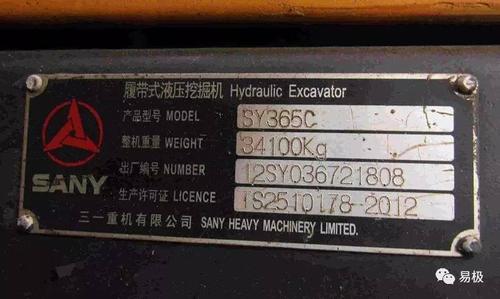 履带式液压挖掘机 Hydraulic Excavator
产品型号 MODEL SY365C
整机重量 WEIGHT 34100Kg
出厂编号 NUMBER 12SY036721808
生产许可证 LICENCE 1S2510178-2012
SANY
三一重机有限公司 SANY HEAVY MACHINERY LIMITED.
易极